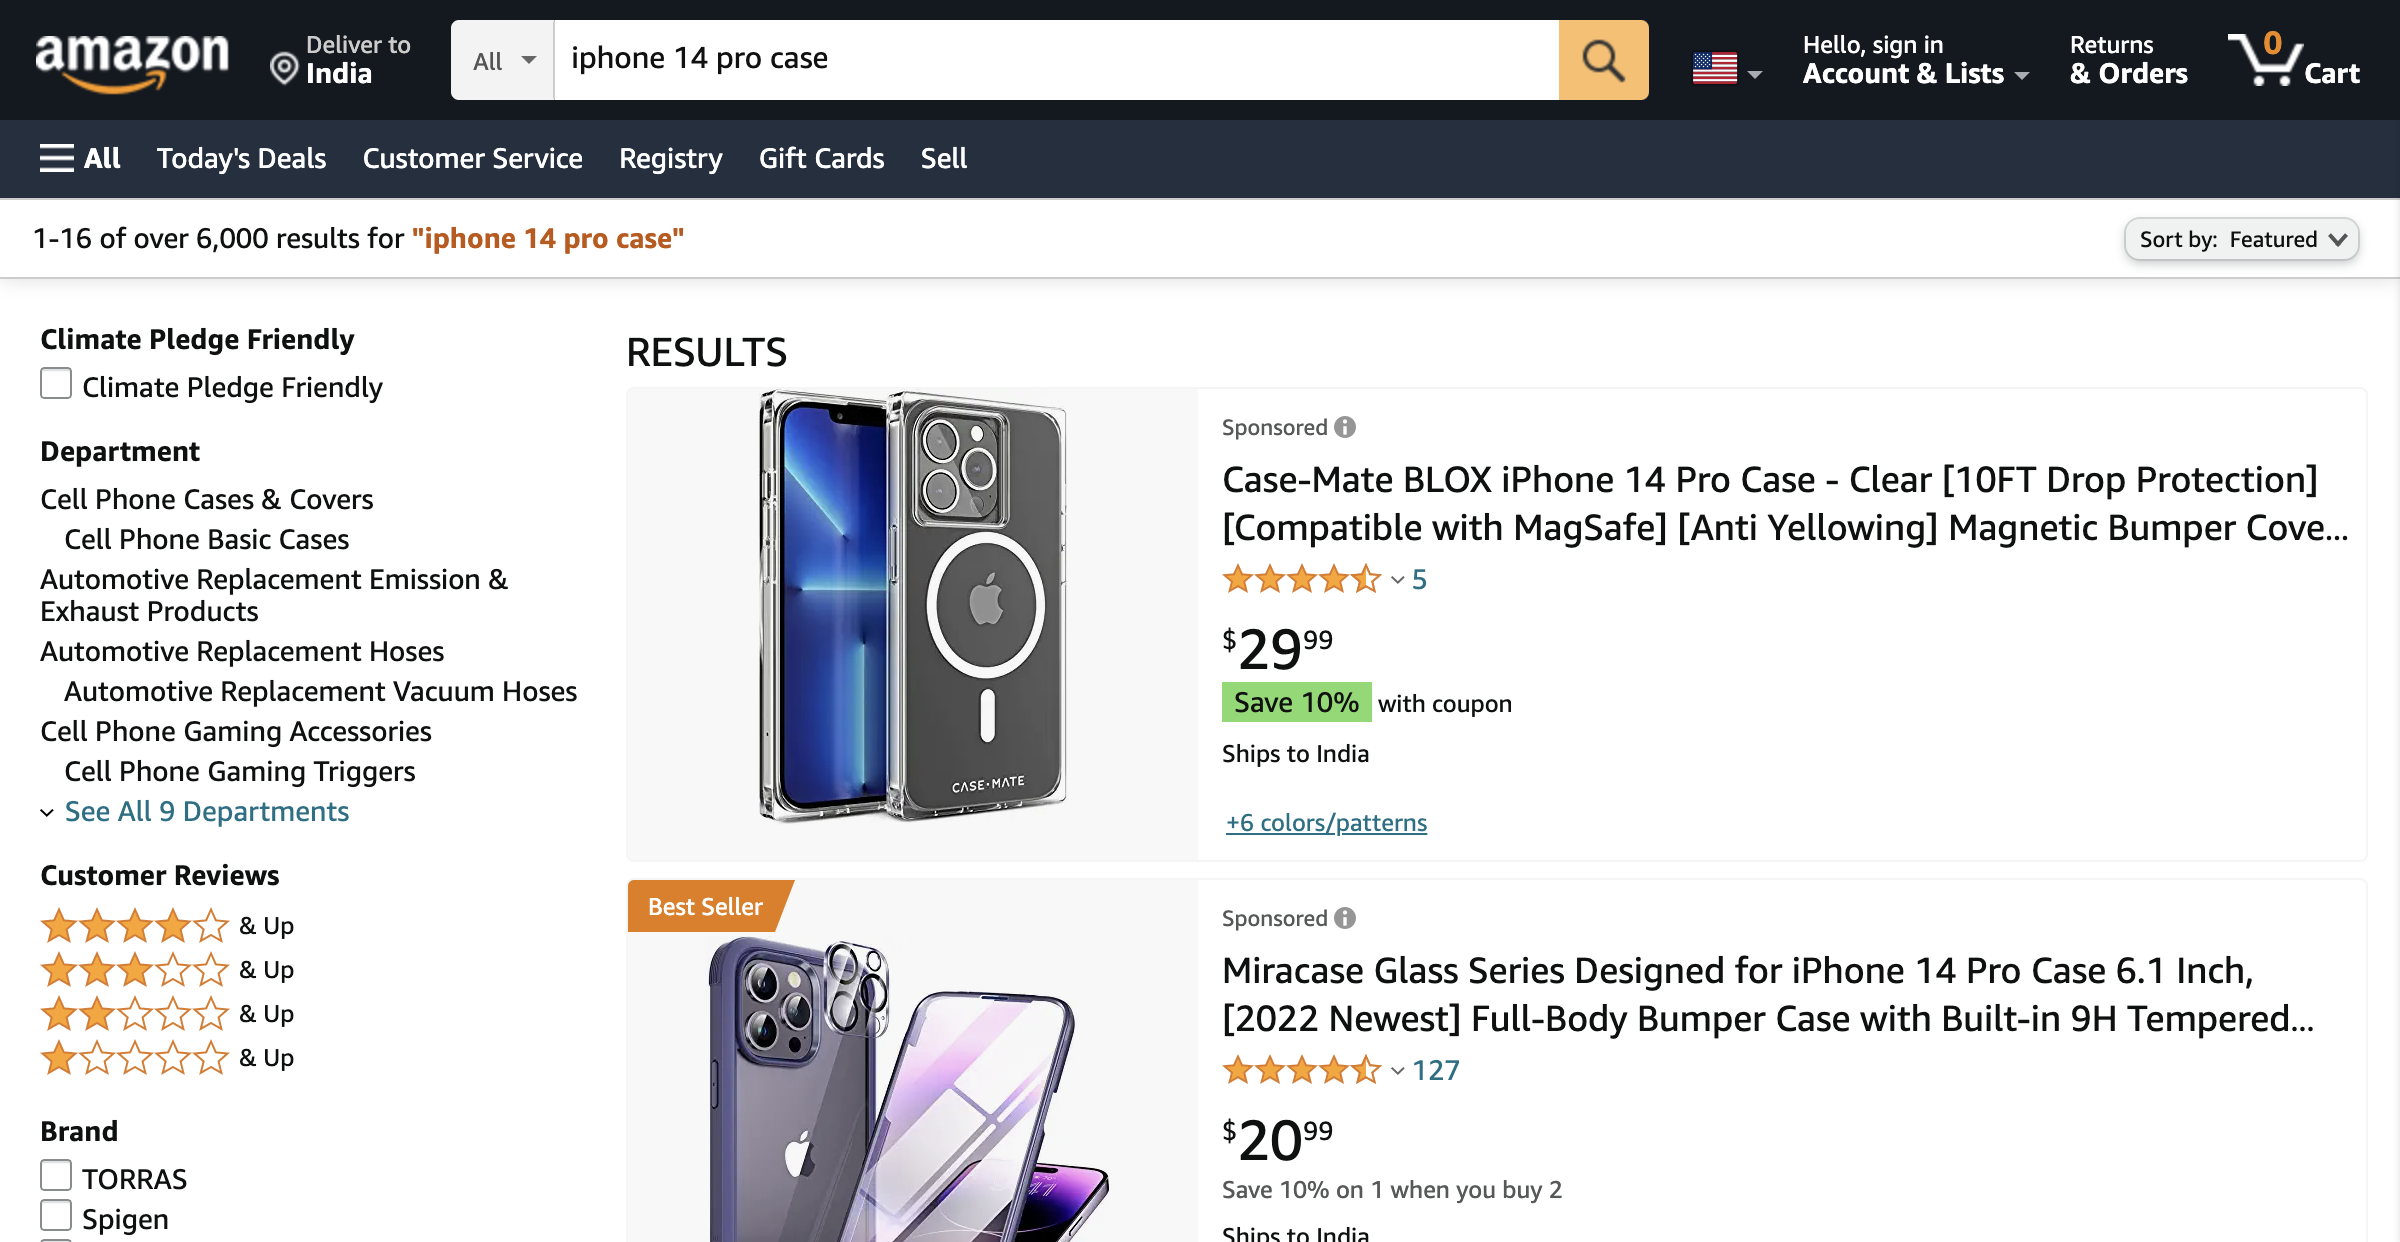 amazon
Deliver to
India
All
iphone 14 pro case
Hello, sign in
Account & Lists
Returns
& Orders
0
Cart
All
Today's Deals
Customer Service
Registry
Gift Cards
Sell
1-16 of over 6,000 results for "iphone 14 pro case"
Sort by: Featured
Climate Pledge Friendly
Climate Pledge Friendly
Department
Cell Phone Cases & Covers
Cell Phone Basic Cases
Automotive Replacement Emission &
Exhaust Products
Automotive Replacement Hoses
Automotive Replacement Vacuum Hoses
Cell Phone Gaming Accessories
Cell Phone Gaming Triggers
See All 9 Departments
Customer Reviews
& Up
& Up
& Up
& Up
Brand
TORRAS
Spigen
RESULTS
CASE·MATE
Sponsored
Case-Mate BLOX iPhone 14 Pro Case - Clear [10FT Drop Protection]
[Compatible with MagSafe] [Anti Yellowing] Magnetic Bumper Cove...
5
$29.99
Save 10% with coupon
Ships to India
+6 colors/patterns
Best Seller
Sponsored
Miracase Glass Series Designed for iPhone 14 Pro Case 6.1 Inch,
[2022 Newest] Full-Body Bumper Case with Built-in 9H Tempered...
127
$20.99
Save 10% on 1 when you buy 2
Ships to India